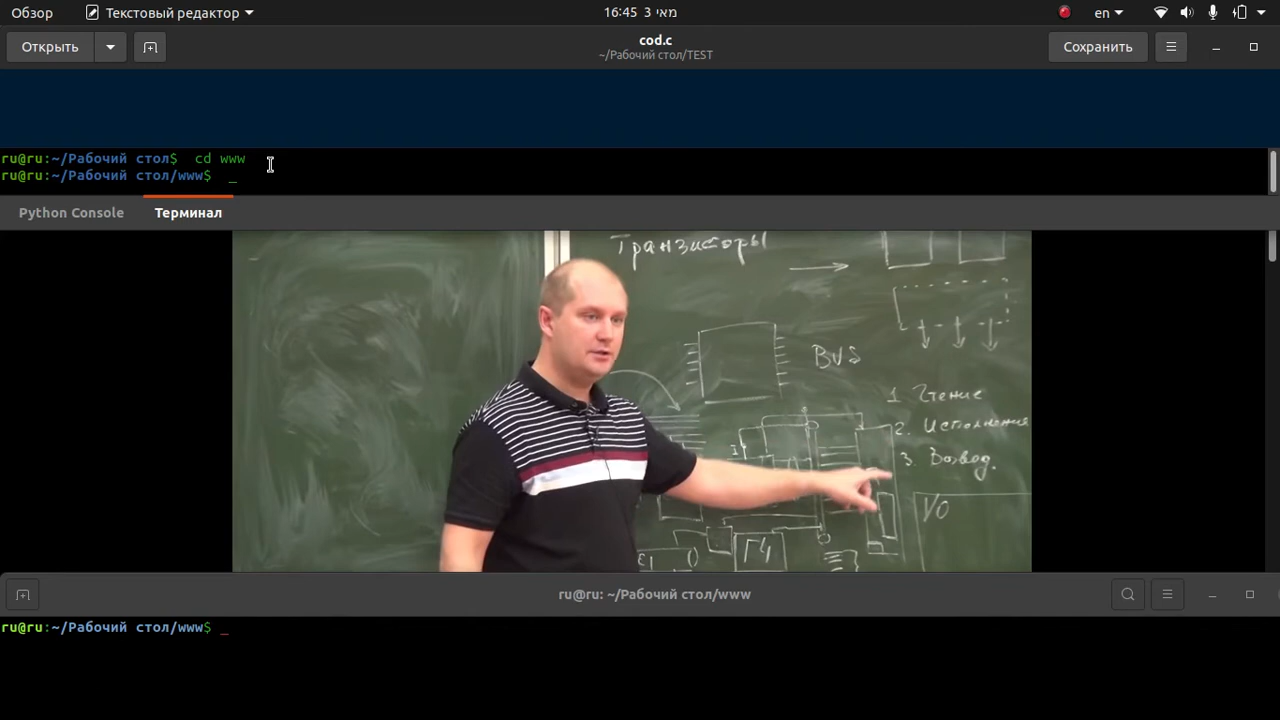 Обзор Текстовый редактор 16:45 3 מאי en
Открыть cod.c Сохранить
~/Рабочий стол/TEST
ru@ru:~/Рабочий стол$ cd www
ru@ru:~/Рабочий стол/www$ _
Python Console Терминал
Транзисторы
BVS
1 Чтение
2. Исполнение
3. Вывод.
I/O
ГЧ
ru@ru: ~/Рабочий стол/www
ru@ru:~/Рабочий стол/www$ _